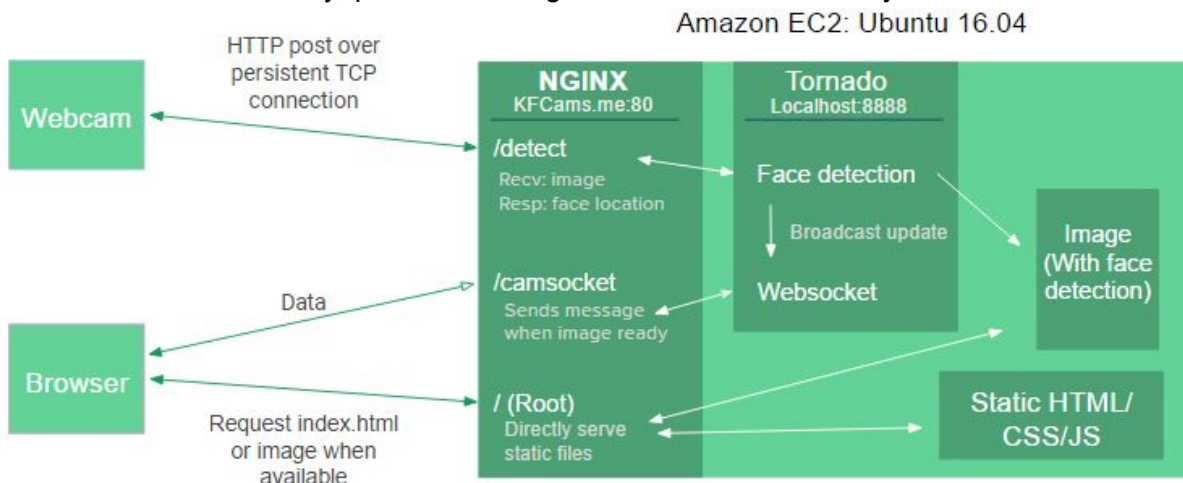 Amazon EC2: Ubuntu 16.04
HTTP post over
persistent TCP
connection
Webcam
NGINX
KFCams.me:80
/detect
Recv: image
Resp: face location
Tornado
Localhost:8888
Face detection
Broadcast update
Websocket
Image
(With face
detection)
Data
/camsocket
Sends message
when image ready
Browser
Request index.html
or image when
available
/ (Root)
Directly serve
static files
Static HTML/
CSS/JS